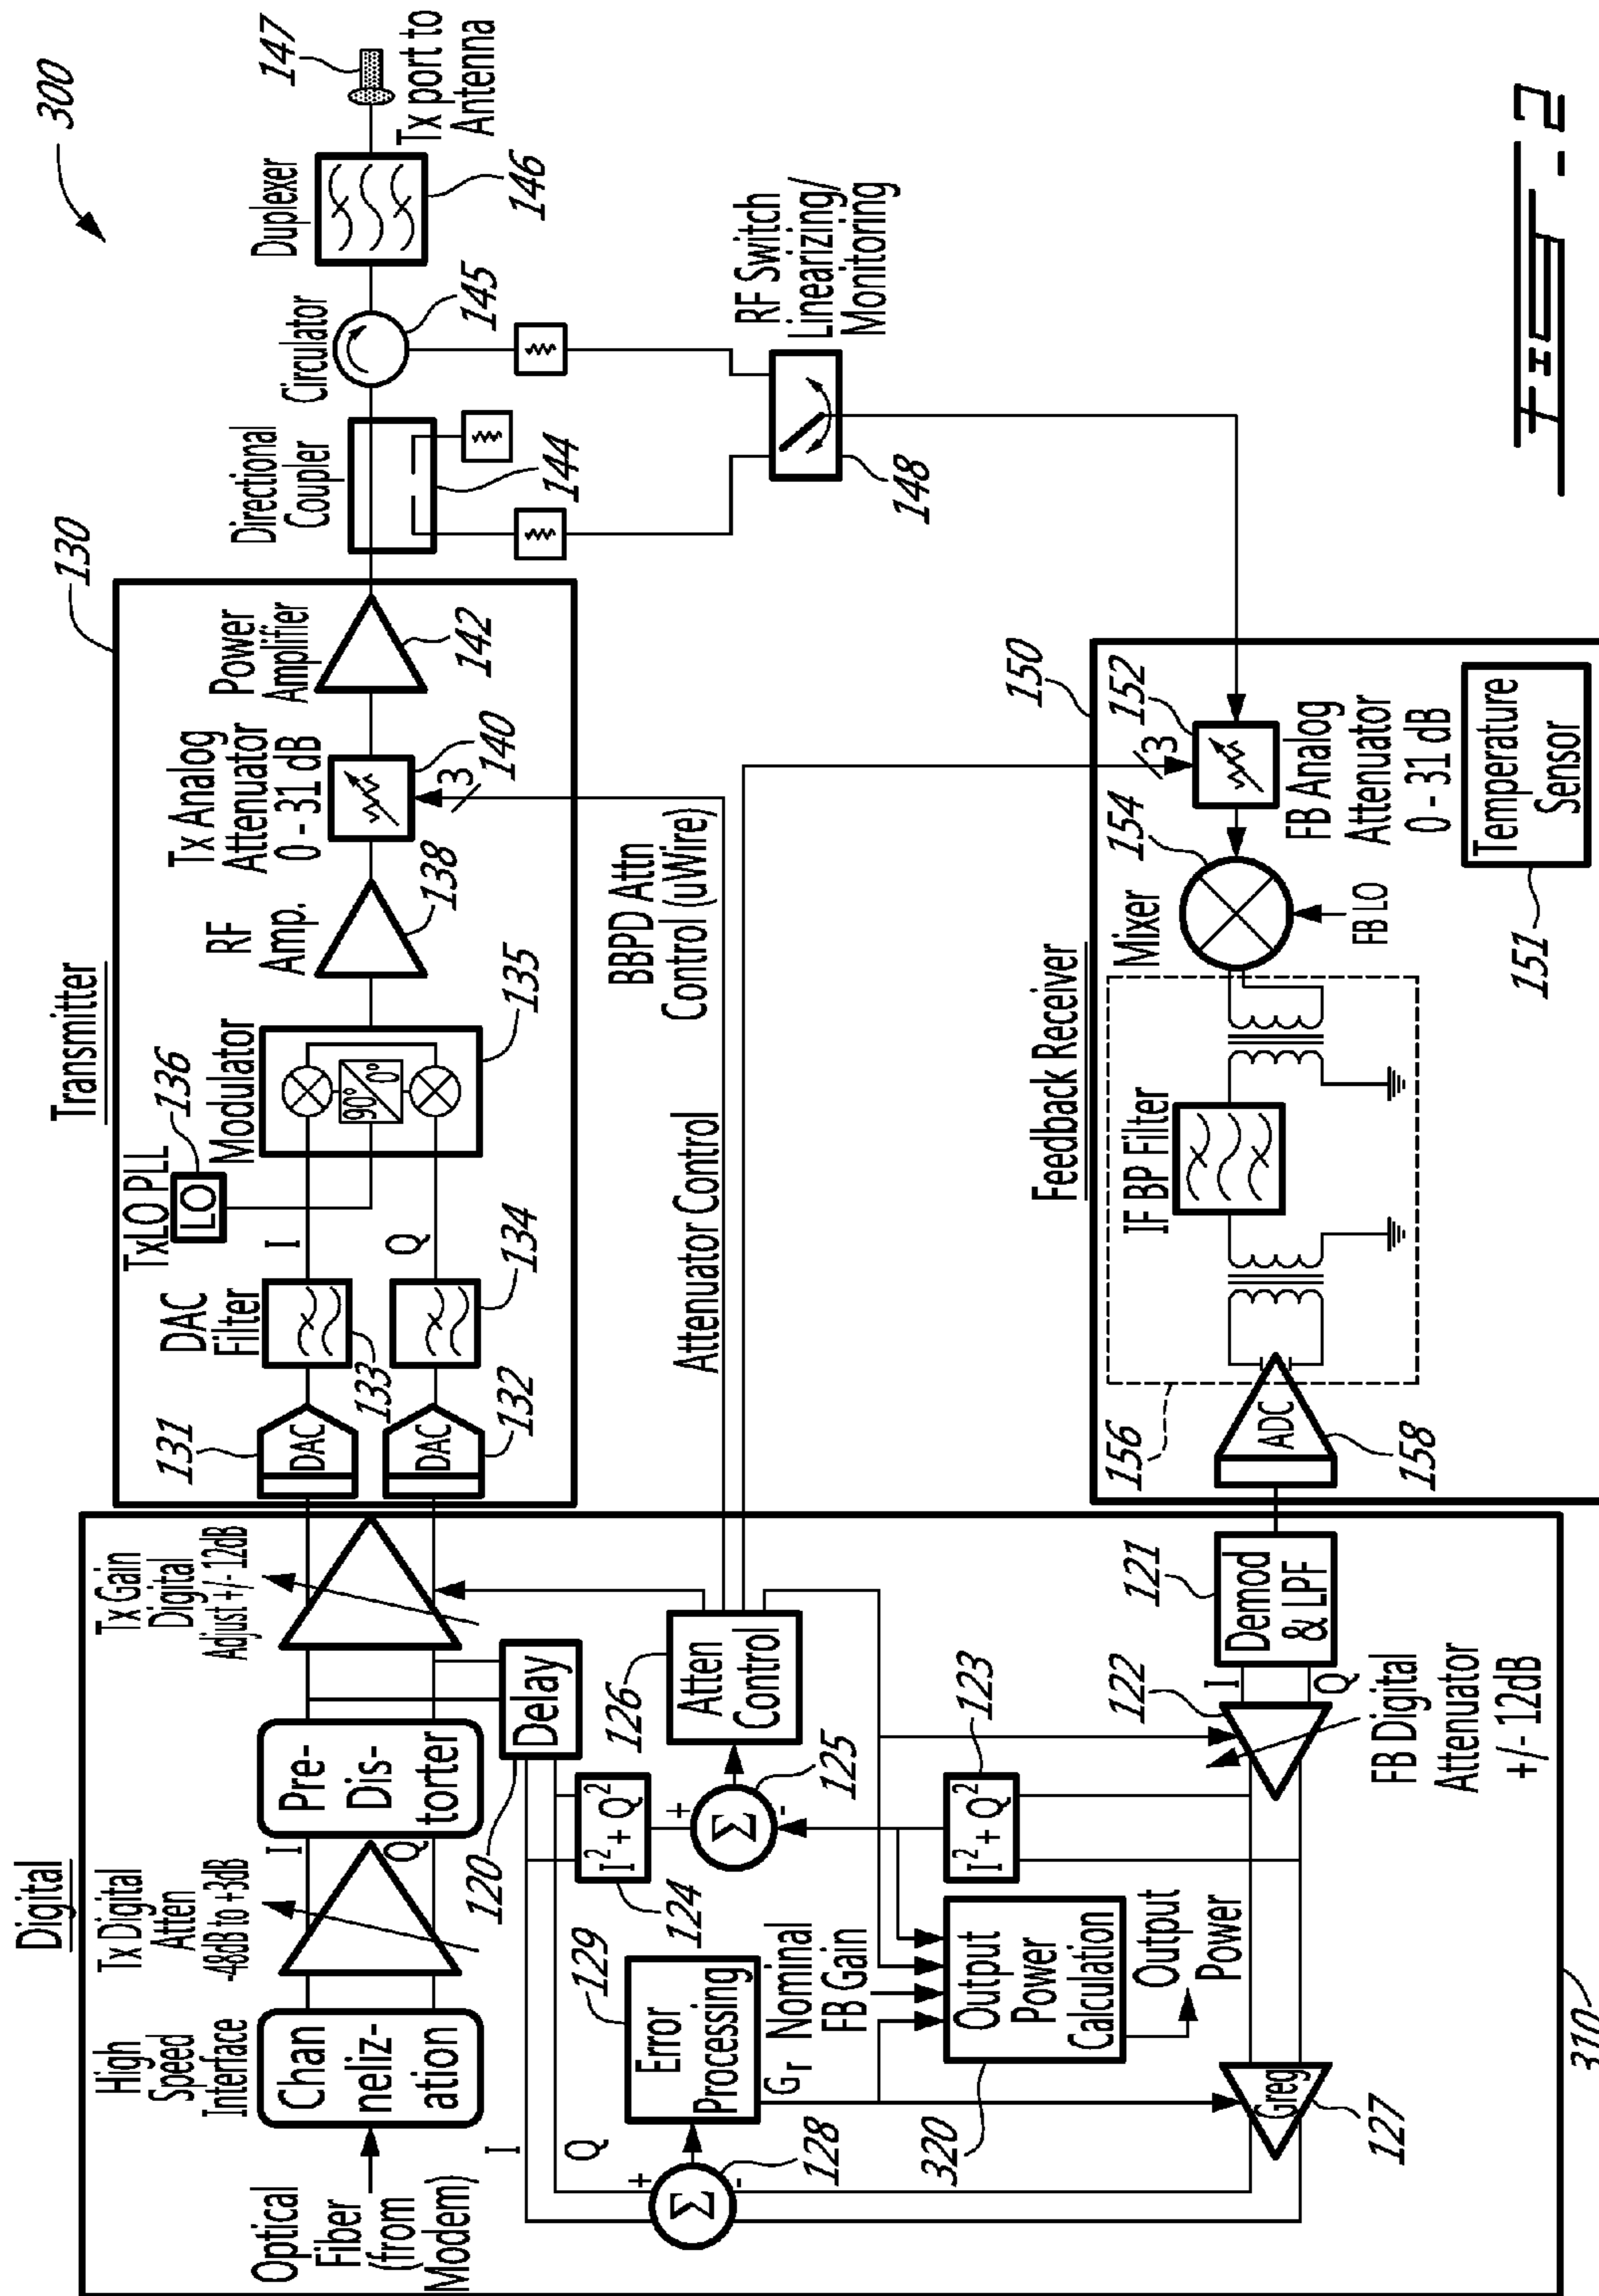 300
Digital
High
Speed
Interface
Tx Digital
Atten
-48dB to +3dB
Tx Gain
Digital
Adjust +/- 12dB
Optical
Fiber
(from
Modem)
Chan
neliz-
ation
I
Q
Pre-
Dis-
torter
Delay
120
I
Q
I² + Q²
124
126
Atten
Control
Σ
+
-
125
129
Error
Processing
Gr
Nominal
FB Gain
Σ
+
-
128
Output
Power
Calculation
320
Output
Power
I² + Q²
123
Demod
& LPF
121
I
Q
122
FB Digital
Attenuator
+/- 12dB
Greg
127
310
Transmitter
130
131
DAC
DAC
132
DAC
Filter
133
134
I
Q
TxLO PLL
LO
136
Modulator
90°
0°
135
RF
Amp.
138
Tx Analog
Attenuator
0 - 31 dB
3
140
Power
Amplifier
142
Directional
Coupler
144
Circulator
145
Duplexer
146
147
Tx port to
Antenna
RF Switch
Linearizing/
Monitoring
148
Attenuator Control
BBPD Attn
Control (uWire)
Feedback Receiver
150
ADC
158
156
IF BP Filter
Mixer
154
FB LO
3
152
FB Analog
Attenuator
0 - 31 dB
Temperature
Sensor
151
FIG - 2